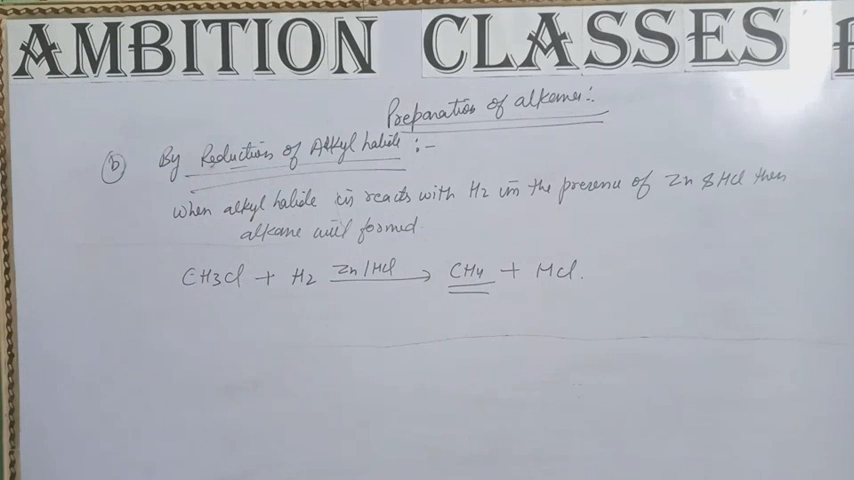 AMBITION CLASSES
Preparation of alkane:.
(b) By Reduction of Alkyl halide :-
When alkyl halide is reacts with H2 in the presence of Zn & HCl then
alkane will formed.
CH3Cl + H2 Zn/HCl → CH4 + HCl.